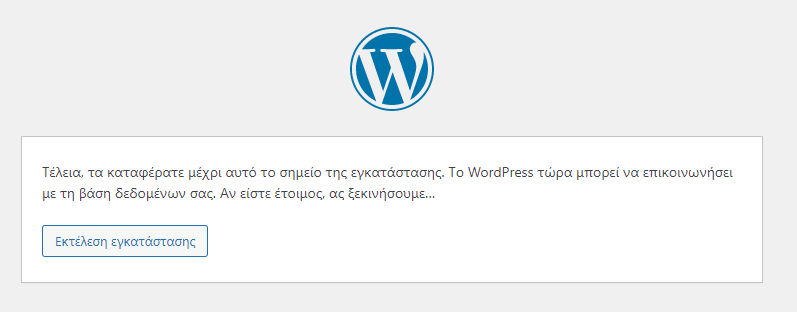 Τέλεια, τα καταφέρατε μέχρι αυτό το σημείο της εγκατάστασης. Το WordPress τώρα μπορεί να επικοινωνήσει
με τη βάση δεδομένων σας. Αν είστε έτοιμος, ας ξεκινήσουμε…
Εκτέλεση εγκατάστασης